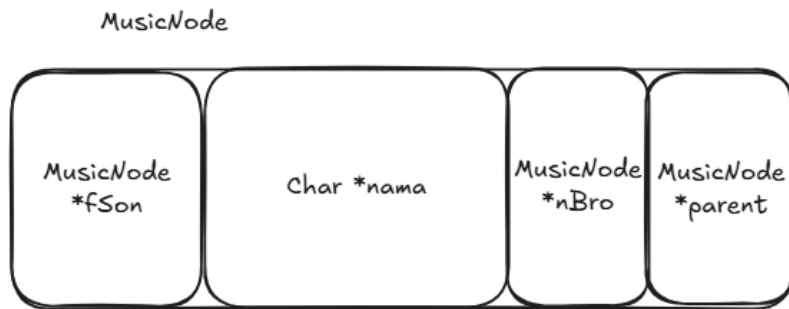 MusicNode
MusicNode
*fSon
Char *nama
MusicNode
*nBro
MusicNode
*parent